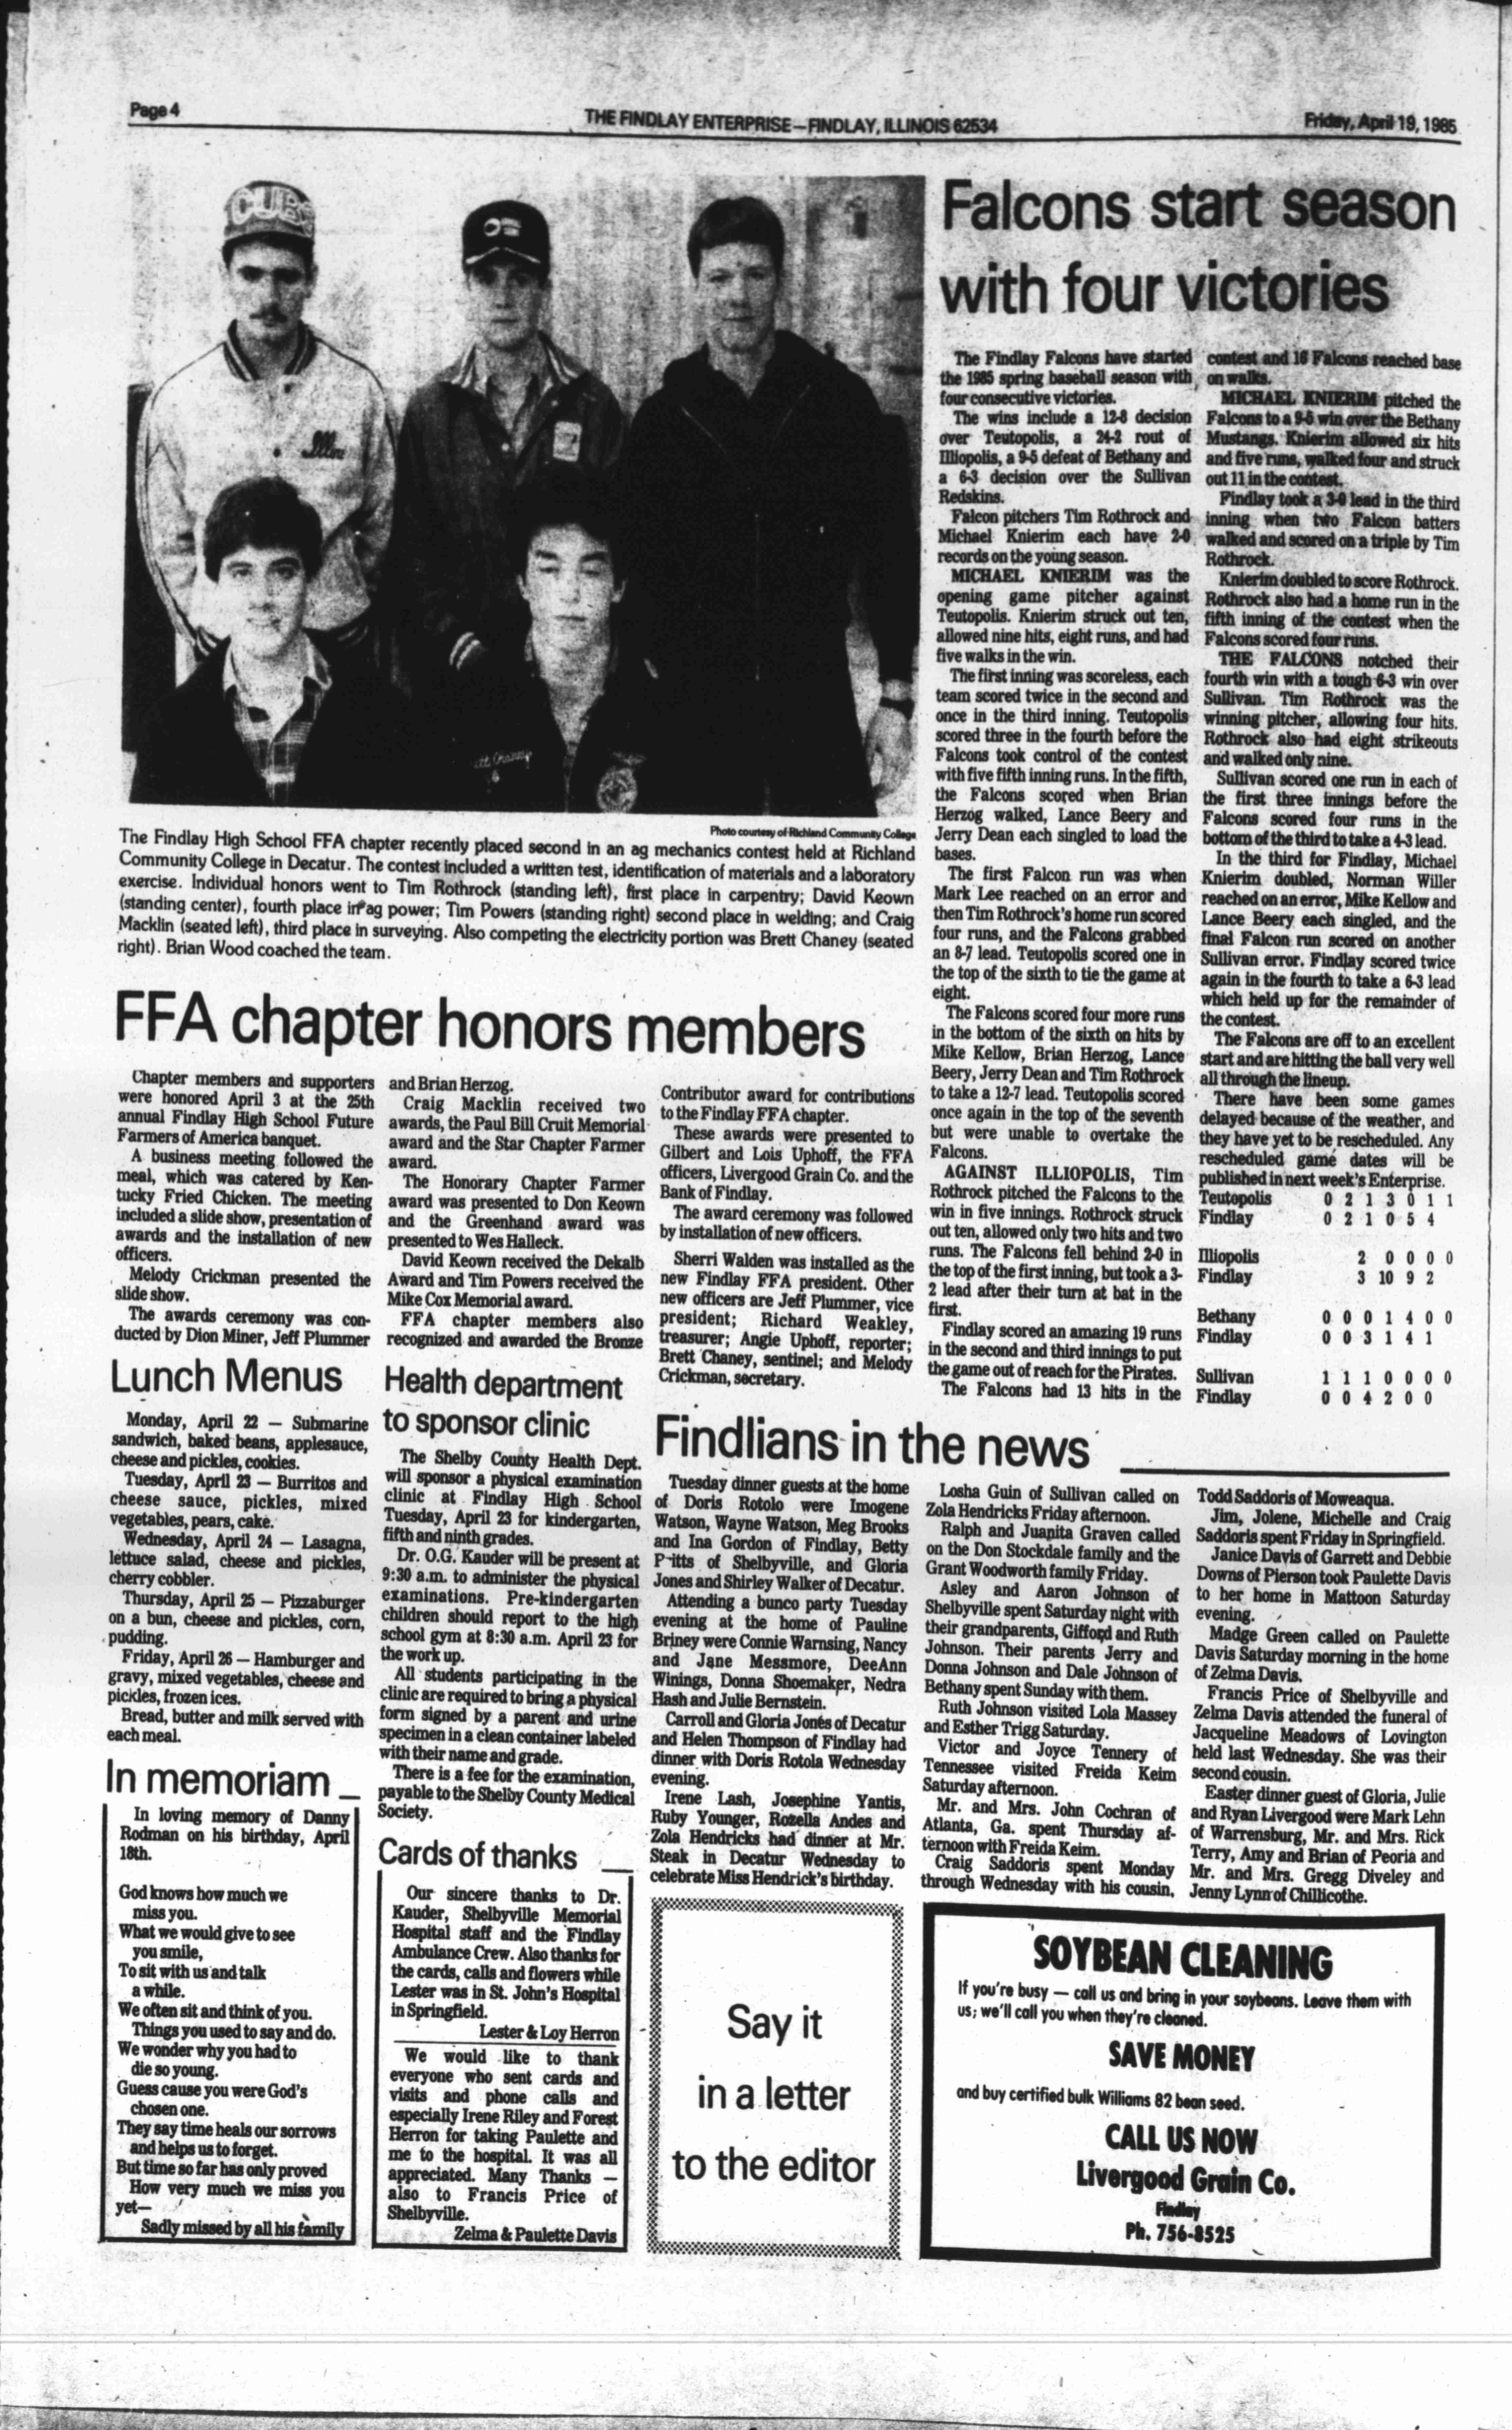 Page 4
THE FINDLAY ENTERPRISE—FINDLAY, ILLINOIS 62534
Friday, April 19, 1985
CUBS
Illini
Photo courtesy of Richland Community College
The Findlay High School FFA chapter recently placed second in an ag mechanics contest held at Richland
Community College in Decatur. The contest included a written test, identification of materials and a laboratory
exercise. Individual honors went to Tim Rothrock (standing left), first place in carpentry; David Keown
(standing center), fourth place in ag power; Tim Powers (standing right) second place in welding; and Craig
Macklin (seated left), third place in surveying. Also competing the electricity portion was Brett Chaney (seated
right). Brian Wood coached the team.
Falcons start season
with four victories
The Findlay Falcons have started
the 1985 spring baseball season with
four consecutive victories.
The wins include a 12-8 decision
over Teutopolis, a 24-2 rout of
Illiopolis, a 9-5 defeat of Bethany and
a 6-3 decision over the Sullivan
Redskins.
Falcon pitchers Tim Rothrock and
Michael Knierim each have 2-0
records on the young season.
MICHAEL KNIERIM was the
opening game pitcher against
Teutopolis. Knierim struck out ten,
allowed nine hits, eight runs, and had
five walks in the win.
The first inning was scoreless, each
team scored twice in the second and
once in the third inning. Teutopolis
scored three in the fourth before the
Falcons took control of the contest
with five fifth inning runs. In the fifth,
the Falcons scored when Brian
Herzog walked, Lance Beery and
Jerry Dean each singled to load the
bases.
The first Falcon run was when
Mark Lee reached on an error and
then Tim Rothrock's home run scored
four runs, and the Falcons grabbed
an 8-7 lead. Teutopolis scored one in
the top of the sixth to tie the game at
eight.
The Falcons scored four more runs
in the bottom of the sixth on hits by
Mike Kellow, Brian Herzog, Lance
Beery, Jerry Dean and Tim Rothrock
to take a 12-7 lead. Teutopolis scored
once again in the top of the seventh
but were unable to overtake the
Falcons.
AGAINST ILLIOPOLIS, Tim
Rothrock pitched the Falcons to the
win in five innings. Rothrock struck
out ten, allowed only two hits and two
runs. The Falcons fell behind 2-0 in
the top of the first inning, but took a 3-
2 lead after their turn at bat in the
first.
Findlay scored an amazing 19 runs
in the second and third innings to put
the game out of reach for the Pirates.
The Falcons had 13 hits in the
contest and 16 Falcons reached base
on walks.
MICHAEL KNIERIM pitched the
Falcons to a 9-5 win over the Bethany
Mustangs. Knierim allowed six hits
and five runs, walked four and struck
out 11 in the contest.
Findlay took a 3-0 lead in the third
inning when two Falcon batters
walked and scored on a triple by Tim
Rothrock.
Knierim doubled to score Rothrock.
Rothrock also had a home run in the
fifth inning of the contest when the
Falcons scored four runs.
THE FALCONS notched their
fourth win with a tough 6-3 win over
Sullivan. Tim Rothrock was the
winning pitcher, allowing four hits.
Rothrock also had eight strikeouts
and walked only nine.
Sullivan scored one run in each of
the first three innings before the
Falcons scored four runs in the
bottom of the third to take a 4-3 lead.
In the third for Findlay, Michael
Knierim doubled, Norman Willer
reached on an error, Mike Kellow and
Lance Beery each singled, and the
final Falcon run scored on another
Sullivan error. Findlay scored twice
again in the fourth to take a 6-3 lead
which held up for the remainder of
the contest.
The Falcons are off to an excellent
start and are hitting the ball very well
all through the lineup.
There have been some games
delayed because of the weather, and
they have yet to be rescheduled. Any
rescheduled game dates will be
published in next week's Enterprise.
Teutopolis 0 2 1 3 0 1 1
Findlay 0 2 1 0 5 4
Illiopolis 2 0 0 0 0
Findlay 3 10 9 2
Bethany 0 0 0 1 4 0 0
Findlay 0 0 3 1 4 1
Sullivan 1 1 1 0 0 0 0
Findlay 0 0 4 2 0 0
FFA chapter honors members
Chapter members and supporters
were honored April 3 at the 25th
annual Findlay High School Future
Farmers of America banquet.
A business meeting followed the
meal, which was catered by Ken-
tucky Fried Chicken. The meeting
included a slide show, presentation of
awards and the installation of new
officers.
Melody Crickman presented the
slide show.
The awards ceremony was con-
ducted by Dion Miner, Jeff Plummer
and Brian Herzog.
Craig Macklin received two
awards, the Paul Bill Cruit Memorial
award and the Star Chapter Farmer
award.
The Honorary Chapter Farmer
award was presented to Don Keown
and the Greenhand award was
presented to Wes Halleck.
David Keown received the Dekalb
Award and Tim Powers received the
Mike Cox Memorial award.
FFA chapter members also
recognized and awarded the Bronze
Contributor award for contributions
to the Findlay FFA chapter.
These awards were presented to
Gilbert and Lois Uphoff, the FFA
officers, Livergood Grain Co. and the
Bank of Findlay.
The award ceremony was followed
by installation of new officers.
Sherri Walden was installed as the
new Findlay FFA president. Other
new officers are Jeff Plummer, vice
president; Richard Weakley,
treasurer; Angie Uphoff, reporter;
Brett Chaney, sentinel; and Melody
Crickman, secretary.
Lunch Menus
Monday, April 22 — Submarine
sandwich, baked beans, applesauce,
cheese and pickles, cookies.
Tuesday, April 23 — Burritos and
cheese sauce, pickles, mixed
vegetables, pears, cake.
Wednesday, April 24 — Lasagna,
lettuce salad, cheese and pickles,
cherry cobbler.
Thursday, April 25 — Pizzaburger
on a bun, cheese and pickles, corn,
pudding.
Friday, April 26 — Hamburger and
gravy, mixed vegetables, cheese and
pickles, frozen ices.
Bread, butter and milk served with
each meal.
In memoriam
In loving memory of Danny
Rodman on his birthday, April
18th.
God knows how much we
miss you.
What we would give to see
you smile,
To sit with us and talk
a while.
We often sit and think of you.
Things you used to say and do.
We wonder why you had to
die so young.
Guess cause you were God's
chosen one.
They say time heals our sorrows
and helps us to forget.
But time so far has only proved
How very much we miss you
yet—
Sadly missed by all his family
Health department
to sponsor clinic
The Shelby County Health Dept.
will sponsor a physical examination
clinic at Findlay High School
Tuesday, April 23 for kindergarten,
fifth and ninth grades.
Dr. O.G. Kauder will be present at
9:30 a.m. to administer the physical
examinations. Pre-kindergarten
children should report to the high
school gym at 8:30 a.m. April 23 for
the work up.
All students participating in the
clinic are required to bring a physical
form signed by a parent and urine
specimen in a clean container labeled
with their name and grade.
There is a fee for the examination,
payable to the Shelby County Medical
Society.
Cards of thanks
Our sincere thanks to Dr.
Kauder, Shelbyville Memorial
Hospital staff and the Findlay
Ambulance Crew. Also thanks for
the cards, calls and flowers while
Lester was in St. John's Hospital
in Springfield.
Lester & Loy Herron
We would like to thank
everyone who sent cards and
visits and phone calls and
especially Irene Riley and Forest
Herron for taking Paulette and
me to the hospital. It was all
appreciated. Many Thanks —
also to Francis Price of
Shelbyville.
Zelma & Paulette Davis
Findlians in the news
Tuesday dinner guests at the home
of Doris Rotolo were Imogene
Watson, Wayne Watson, Meg Brooks
and Ina Gordon of Findlay, Betty
of Shelbyville, and Gloria
Jones and Shirley Walker of Decatur.
Attending a bunco party Tuesday
evening at the home of Pauline
Briney were Connie Warnsing, Nancy
and Jane Messmore, DeeAnn
Winings, Donna Shoemaker, Nedra
Hash and Julie Bernstein.
Carroll and Gloria Jones of Decatur
and Helen Thompson of Findlay had
dinner with Doris Rotola Wednesday
evening.
Irene Lash, Josephine Yantis,
Ruby Younger, Rozella Andes and
Zola Hendricks had dinner at Mr.
Steak in Decatur Wednesday to
celebrate Miss Hendrick's birthday.
Losha Guin of Sullivan called on
Zola Hendricks Friday afternoon.
Ralph and Juanita Graven called
on the Don Stockdale family and the
Grant Woodworth family Friday.
Asley and Aaron Johnson of
Shelbyville spent Saturday night with
their grandparents, Gifford and Ruth
Johnson. Their parents Jerry and
Donna Johnson and Dale Johnson of
Bethany spent Sunday with them.
Ruth Johnson visited Lola Massey
and Esther Trigg Saturday.
Victor and Joyce Tennery of
Tennessee visited Freida Keim
Saturday afternoon.
Mr. and Mrs. John Cochran of
Atlanta, Ga. spent Thursday af-
ternoon with Freida Keim.
Craig Saddoris spent Monday
through Wednesday with his cousin,
Todd Saddoris of Moweaqua.
Jim, Jolene, Michelle and Craig
Saddoris spent Friday in Springfield.
Janice Davis of Garrett and Debbie
Downs of Pierson took Paulette Davis
to her home in Mattoon Saturday
evening.
Madge Green called on Paulette
Davis Saturday morning in the home
of Zelma Davis.
Francis Price of Shelbyville and
Zelma Davis attended the funeral of
Jacqueline Meadows of Lovington
held last Wednesday. She was their
second cousin.
Easter dinner guest of Gloria, Julie
and Ryan Livergood were Mark Lehn
of Warrensburg, Mr. and Mrs. Rick
Terry, Amy and Brian of Peoria and
Mr. and Mrs. Gregg Diveley and
Jenny Lynn of Chillicothe.
Say it
in a letter
to the editor
SOYBEAN CLEANING
If you're busy — call us and bring in your soybeans. Leave them with
us; we'll call you when they're cleaned.
SAVE MONEY
and buy certified bulk Williams 82 bean seed.
CALL US NOW
Livergood Grain Co.
Findlay
Ph. 756-8525